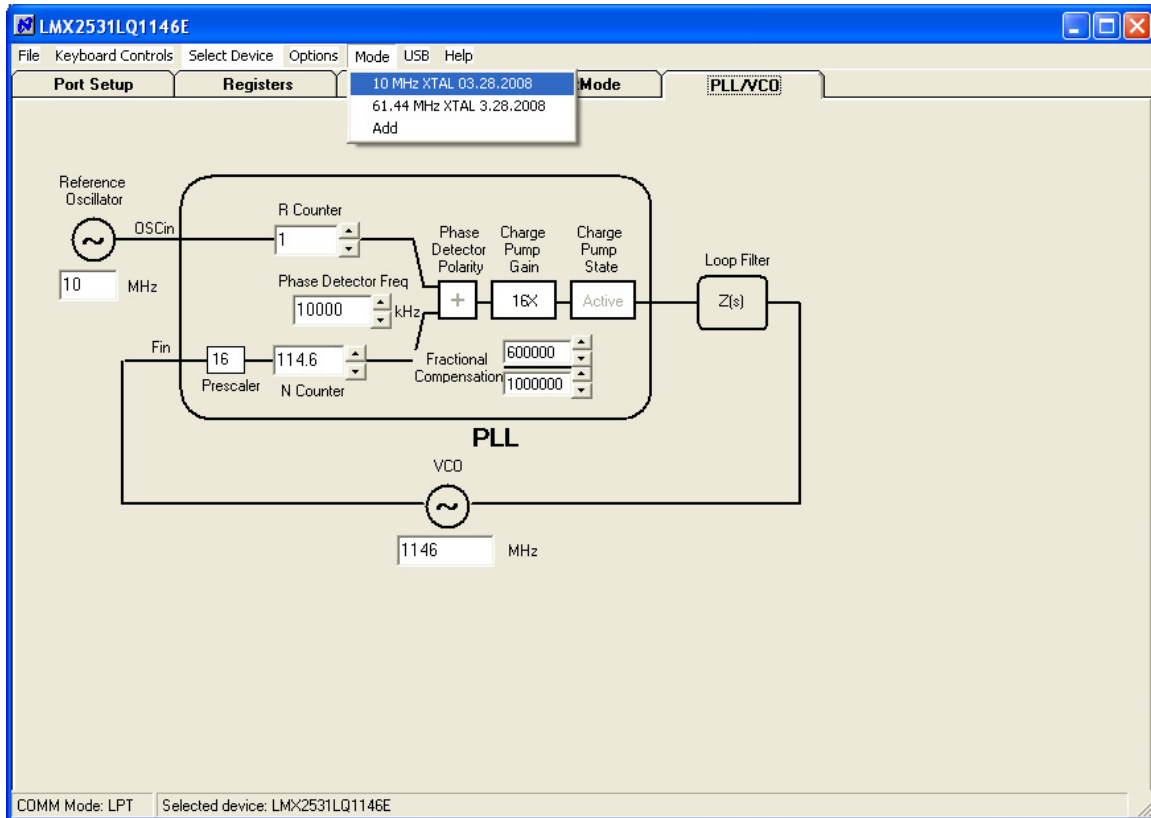 LMX2531LQ1146E
File Keyboard Controls Select Device Options Mode USB Help
Port Setup Registers :Mode PLL/VCO
10 MHz XTAL 03.28.2008
61.44 MHz XTAL 3.28.2008
Add
Reference
Oscillator
OSCin
10 MHz
R Counter
1
Phase Detector Freq
10000 kHz
Phase
Detector
Polarity
+
Charge
Pump
Gain
16X
Charge
Pump
State
Active
Loop Filter
Z(s)
Fin
16
Prescaler
114.6
N Counter
Fractional
Compensation
600000
1000000
PLL
VCO
1146 MHz
COMM Mode: LPT Selected device: LMX2531LQ1146E